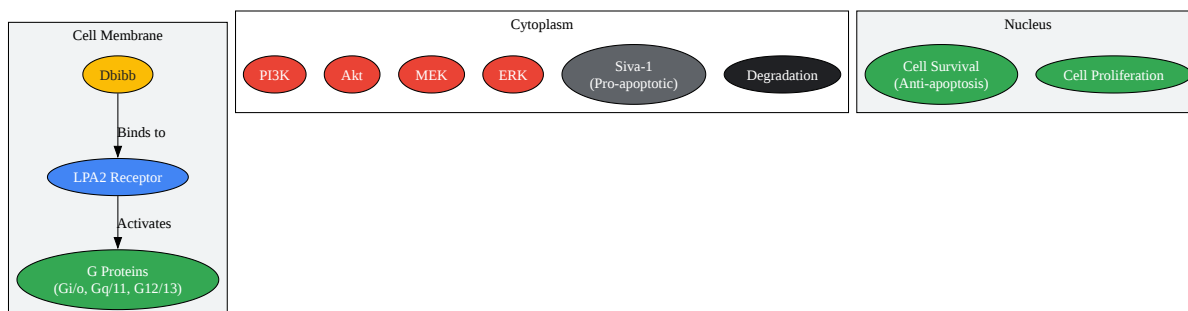 Cell Membrane
Dbibb
Binds to
LPA2 Receptor
Activates
G Proteins
(Gi/o, Gq/11, G12/13)
Cytoplasm
PI3K
Akt
MEK
ERK
Siva-1
(Pro-apoptotic)
Degradation
Nucleus
Cell Survival
(Anti-apoptosis)
Cell Proliferation